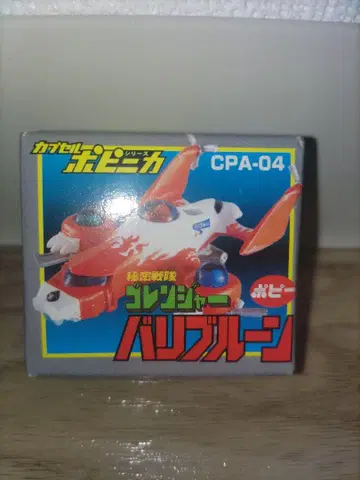 カプセル
シリーズ
ポピニカ
CPA-04
秘密戦隊
ゴレンジャー
ポピー
バリブルーン